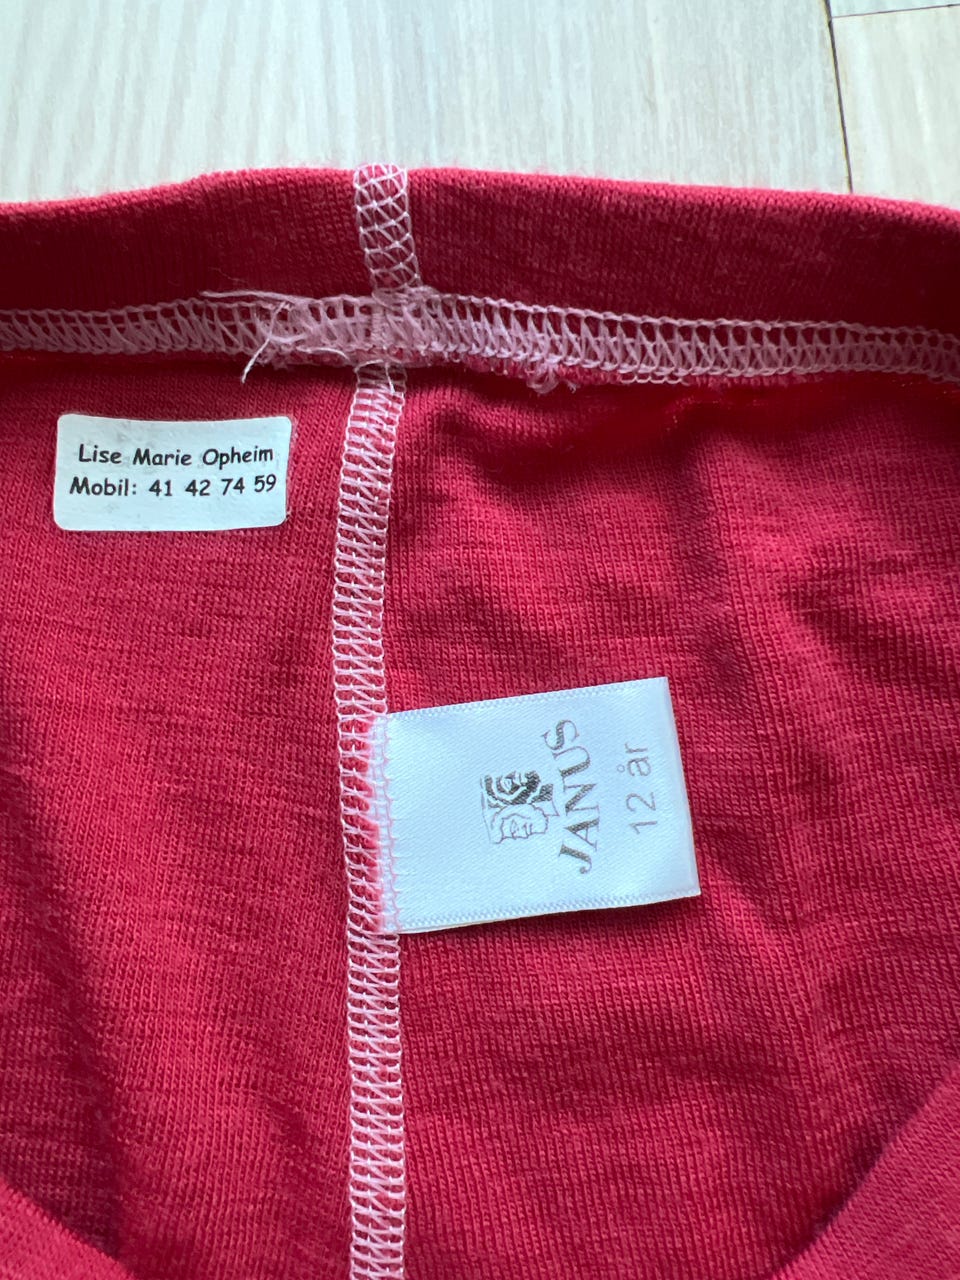 Lise Marie Opheim
Mobil: 41 42 74 59
JANUS
12 år